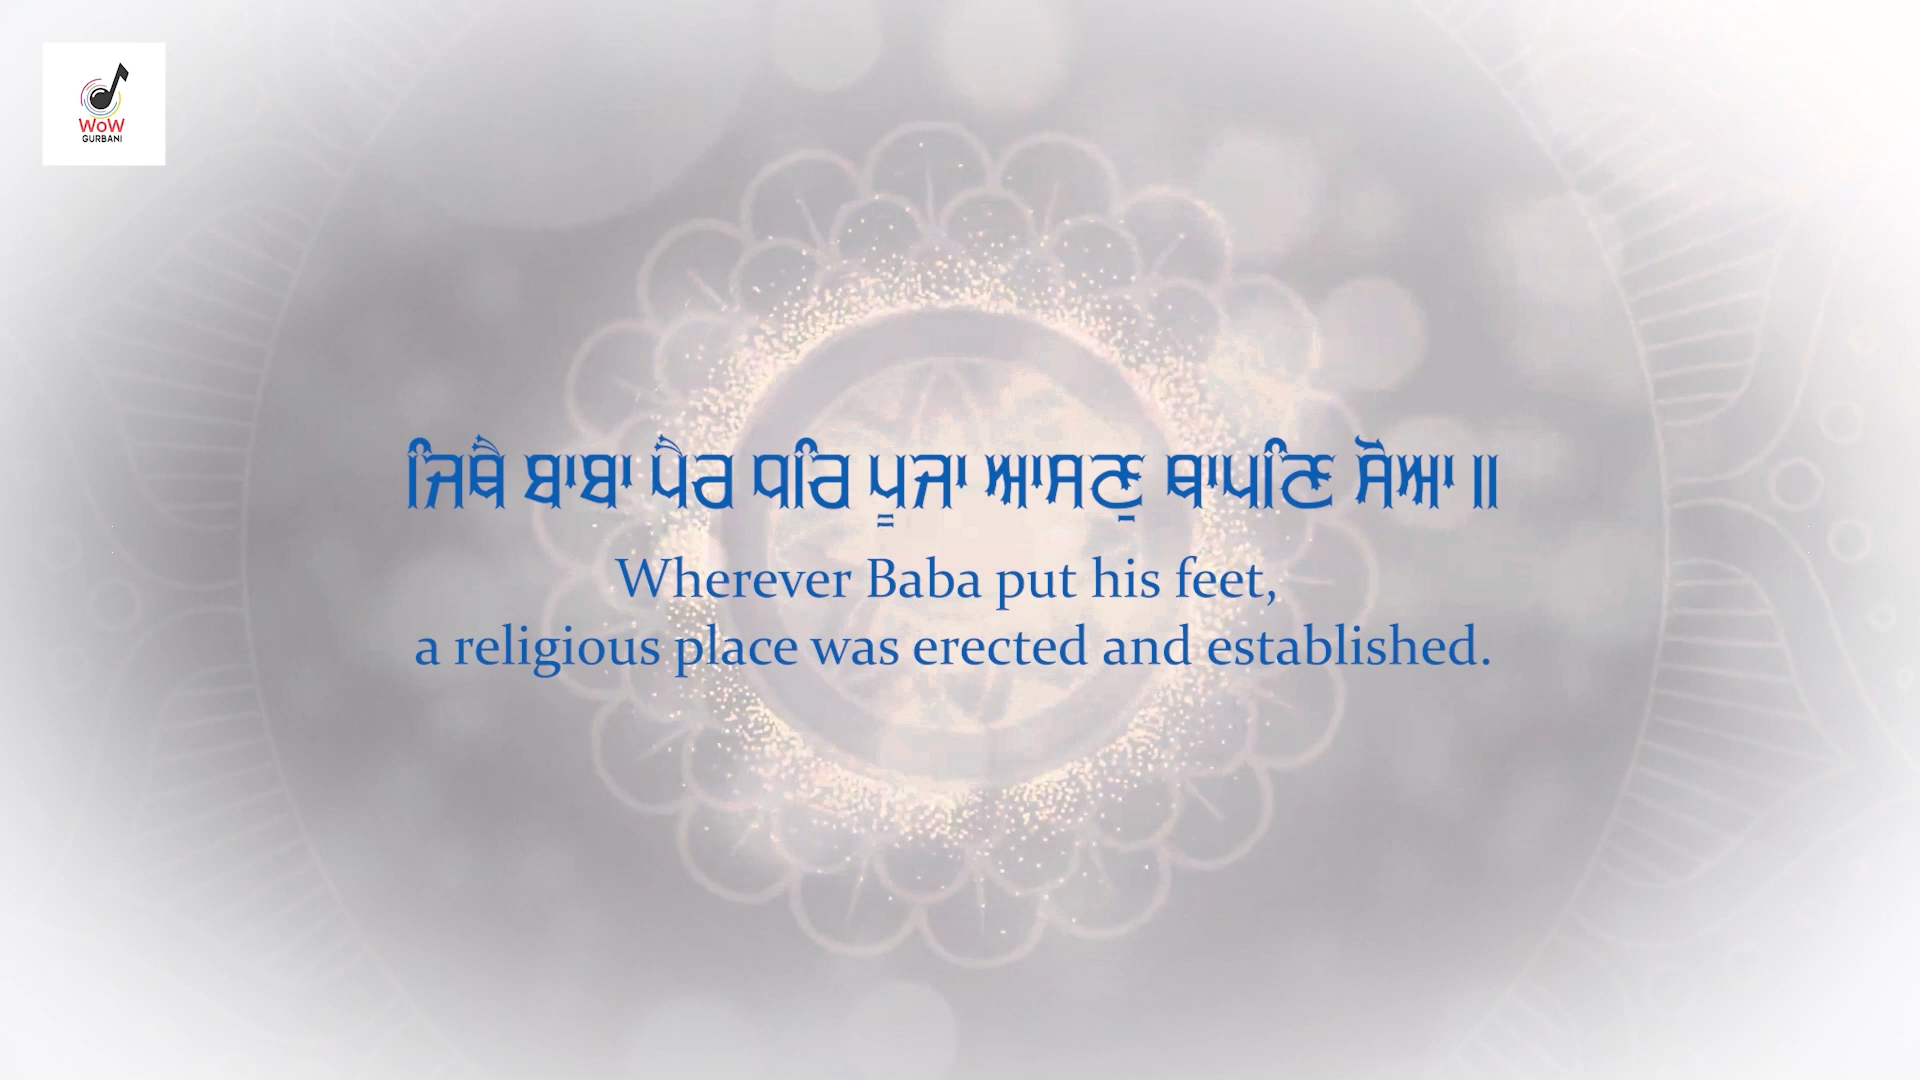 WoW
GURBANI
ਜਿਥੈ ਬਾਬਾ ਪੈਰ ਧਰਿ ਪੂਜਾ ਆਸਣੁ ਥਾਪਣਿ ਸੋਆ ॥
Wherever Baba put his feet,
a religious place was erected and established.